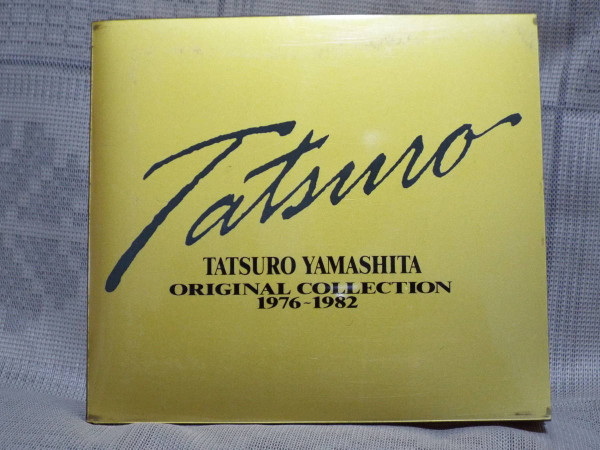 Tatsuro
TATSURO YAMASHITA
ORIGINAL COLLECTION
1976-1982